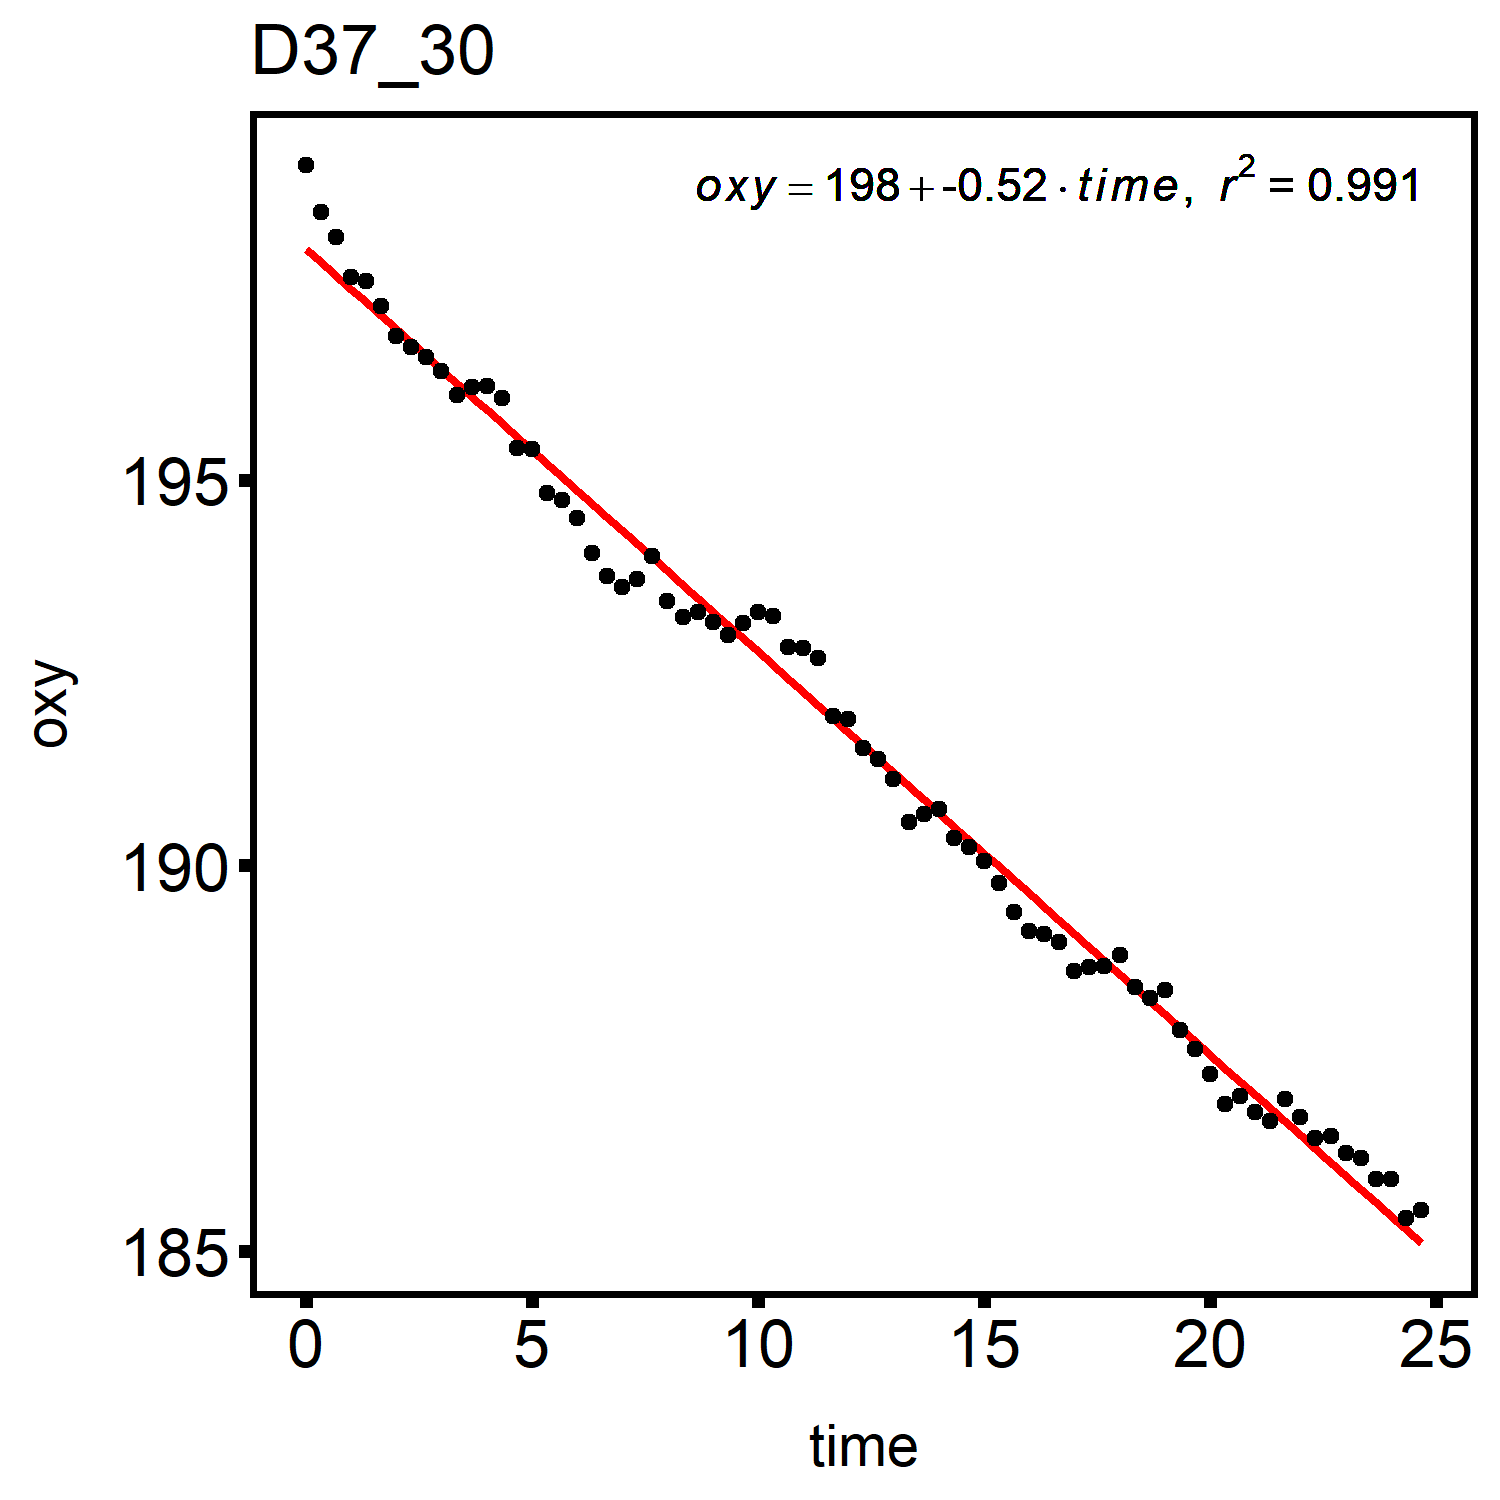 D37_30
oxy = 198 + -0.52 · time, r² = 0.991
195
190
185
oxy
0 5 10 15 20 25
time